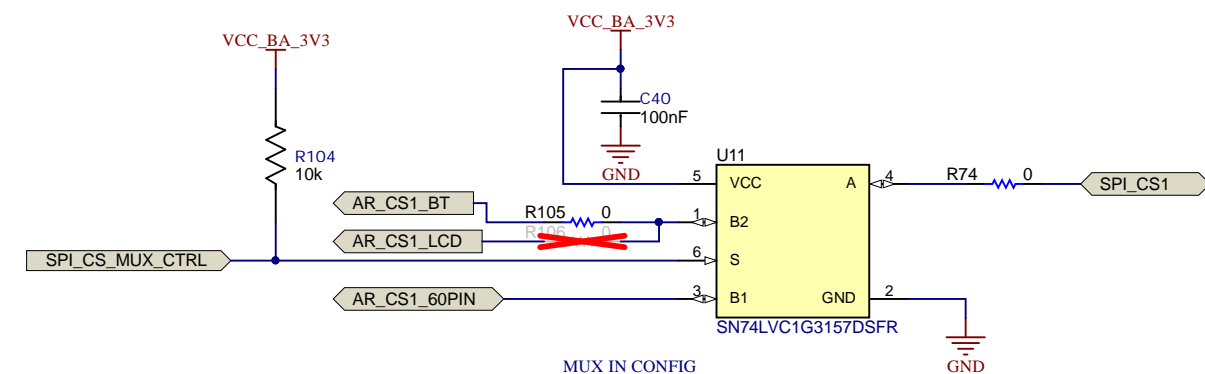 VCC_BA_3V3
VCC_BA_3V3
C40
100nF
GND
R104
10k
U11
5 VCC A 4 R74 0 SPI_CS1
AR_CS1_BT R105 0 1 B2
AR_CS1_LCD R106 0
SPI_CS_MUX_CTRL 6 S
AR_CS1_60PIN 3 B1 GND 2
SN74LVC1G3157DSFR
GND
MUX IN CONFIG